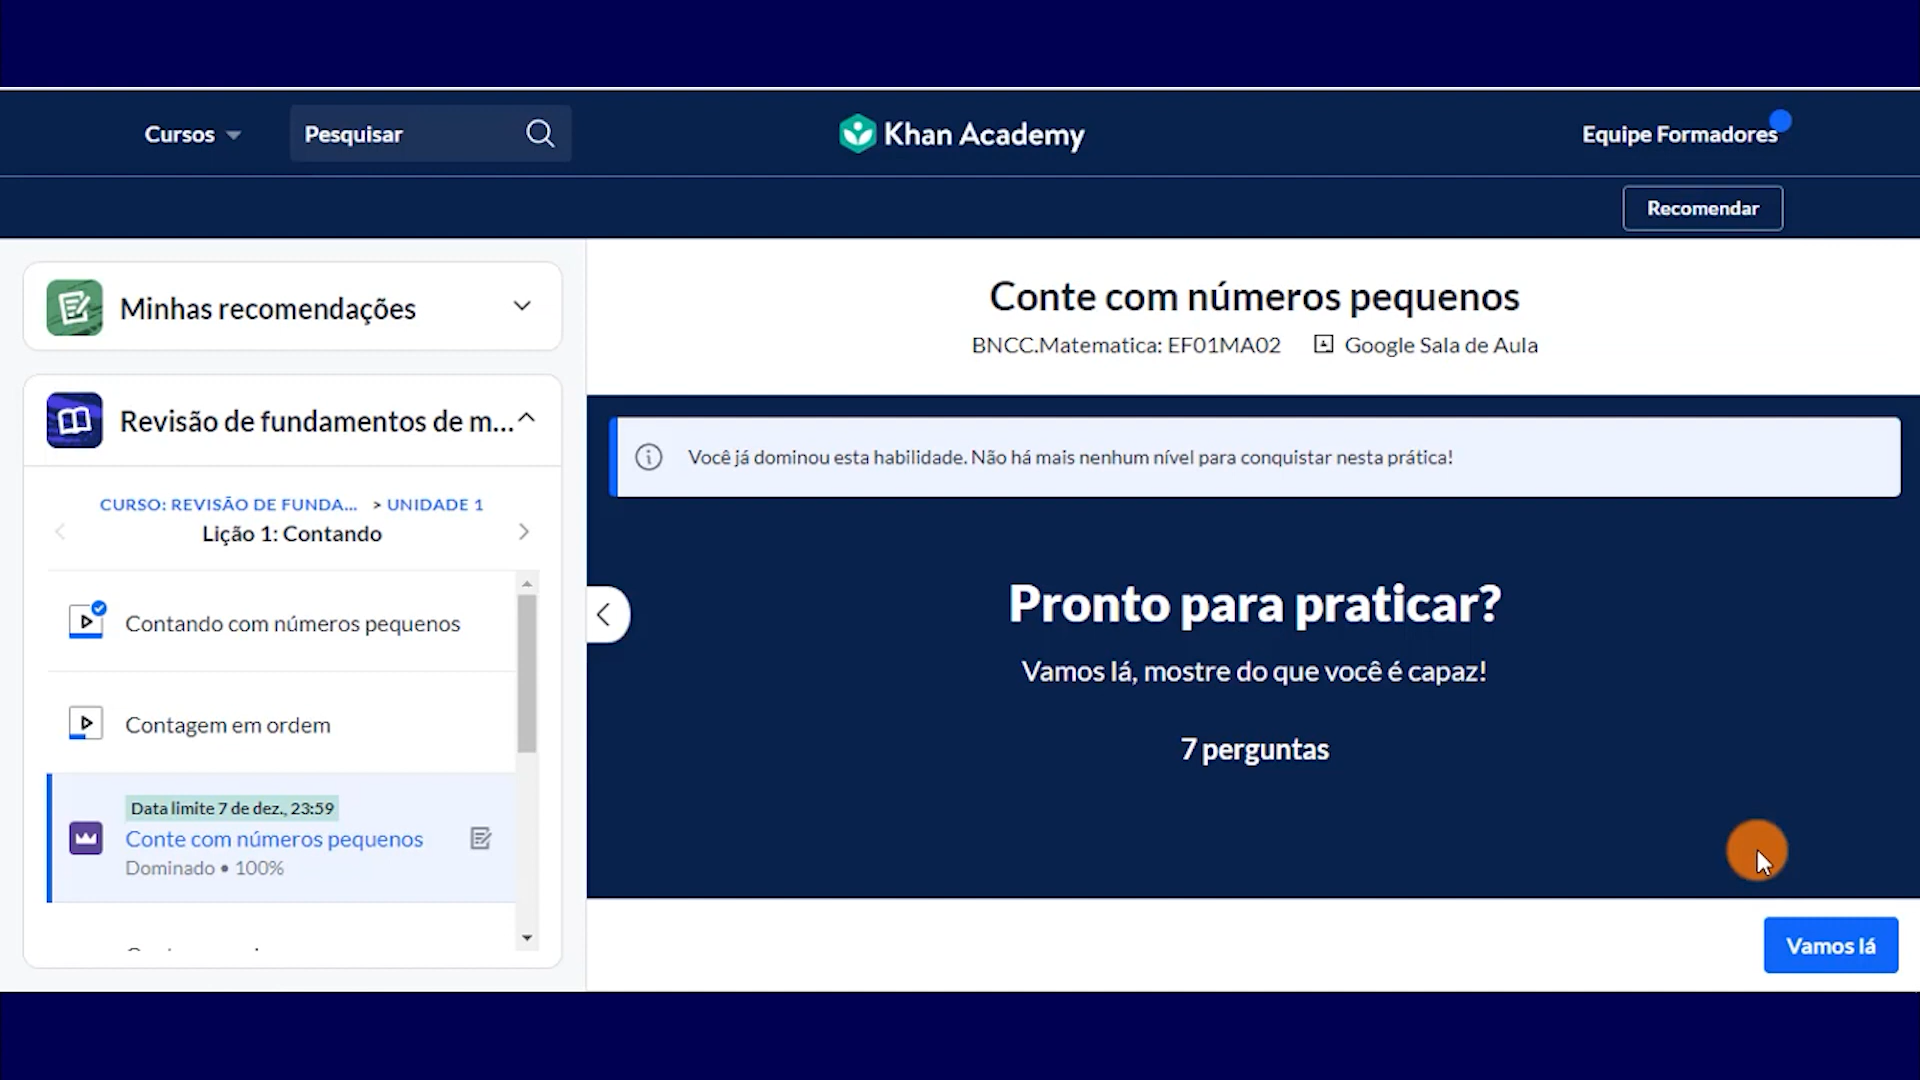 Cursos
Pesquisar
Khan Academy
Equipe Formadores
Recomendar
Minhas recomendações
Revisão de fundamentos de m...
CURSO: REVISÃO DE FUNDA... > UNIDADE 1
Lição 1: Contando
Contando com números pequenos
Contagem em ordem
Data limite 7 de dez., 23:59
Conte com números pequenos
Dominado • 100%
Conte com números pequenos
BNCC.Matematica: EF01MA02 Google Sala de Aula
Você já dominou esta habilidade. Não há mais nenhum nível para conquistar nesta prática!
Pronto para praticar?
Vamos lá, mostre do que você é capaz!
7 perguntas
Vamos lá